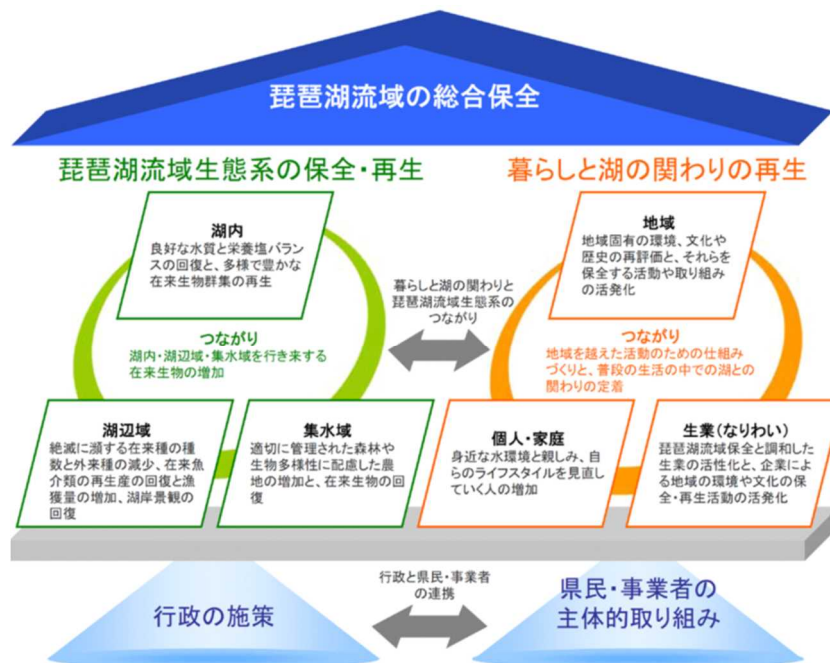 琵琶湖流域の総合保全
琵琶湖流域生態系の保全・再生
湖内
良好な水質と栄養塩バラン
スの回復と、多様で豊かな
在来生物群集の再生
つながり
湖内・湖辺域・集水域を行き来する
在来生物の増加
湖辺域
絶滅に瀕する在来種の種
数と外来種の減少、在来魚
介類の再生産の回復と漁
獲量の増加、湖岸景観の
回復
集水域
適切に管理された森林や
生物多様性に配慮した農
地の増加と、在来生物の回
復
暮らしと湖の関わりと
琵琶湖流域生態系の
つながり
暮らしと湖の関わりの再生
地域
地域固有の環境、文化や
歴史の再評価と、それらを
保全する活動や取り組み
の活発化
つながり
地域を越えた活動のための仕組み
づくりと、普段の生活の中での湖との
関わりの定着
個人・家庭
身近な水環境と親しみ、自
らのライフスタイルを見直し
ていく人の増加
生業(なりわい)
琵琶湖流域保全と調和した
生業の活性化と、企業によ
る地域の環境や文化の保
全・再生活動の活発化
行政の施策
行政と県民・事業者
の連携
県民・事業者の
主体的取り組み